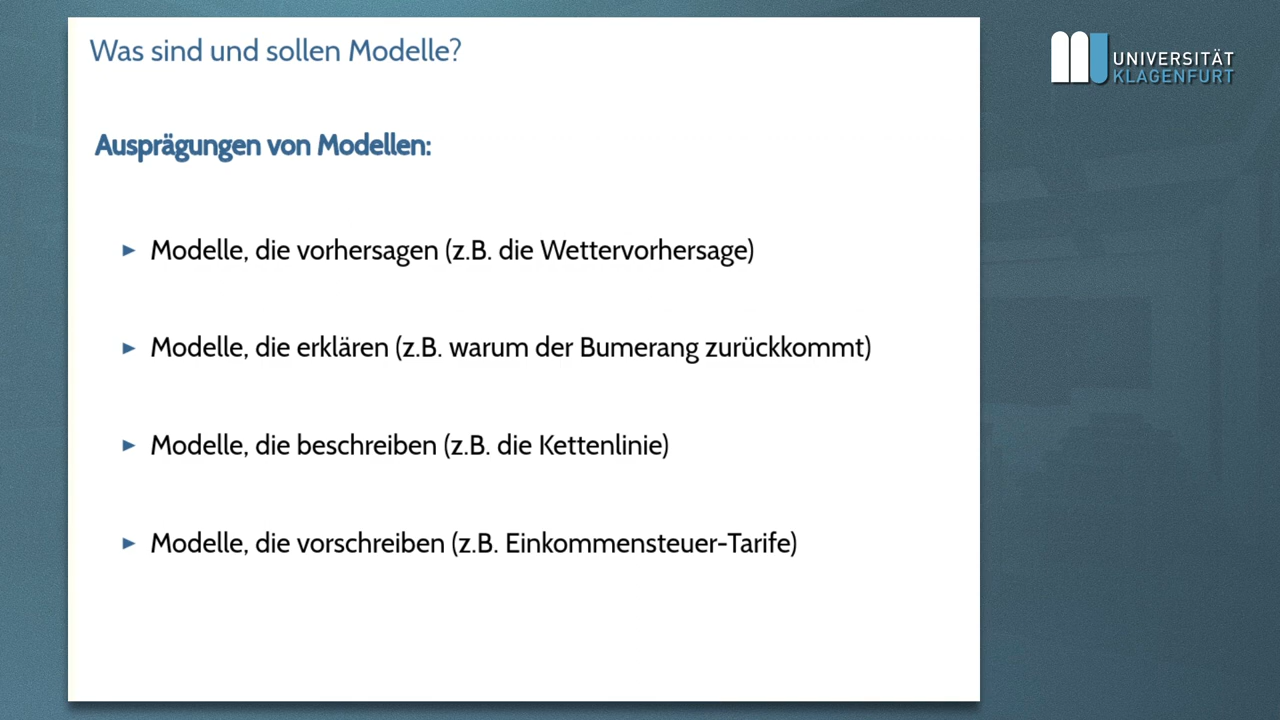 Was sind und sollen Modelle?
UNIVERSITÄT
KLAGENFURT
Ausprägungen von Modellen:
► Modelle, die vorhersagen (z.B. die Wettervorhersage)
► Modelle, die erklären (z.B. warum der Bumerang zurückkommt)
► Modelle, die beschreiben (z.B. die Kettenlinie)
► Modelle, die vorschreiben (z.B. Einkommensteuer-Tarife)